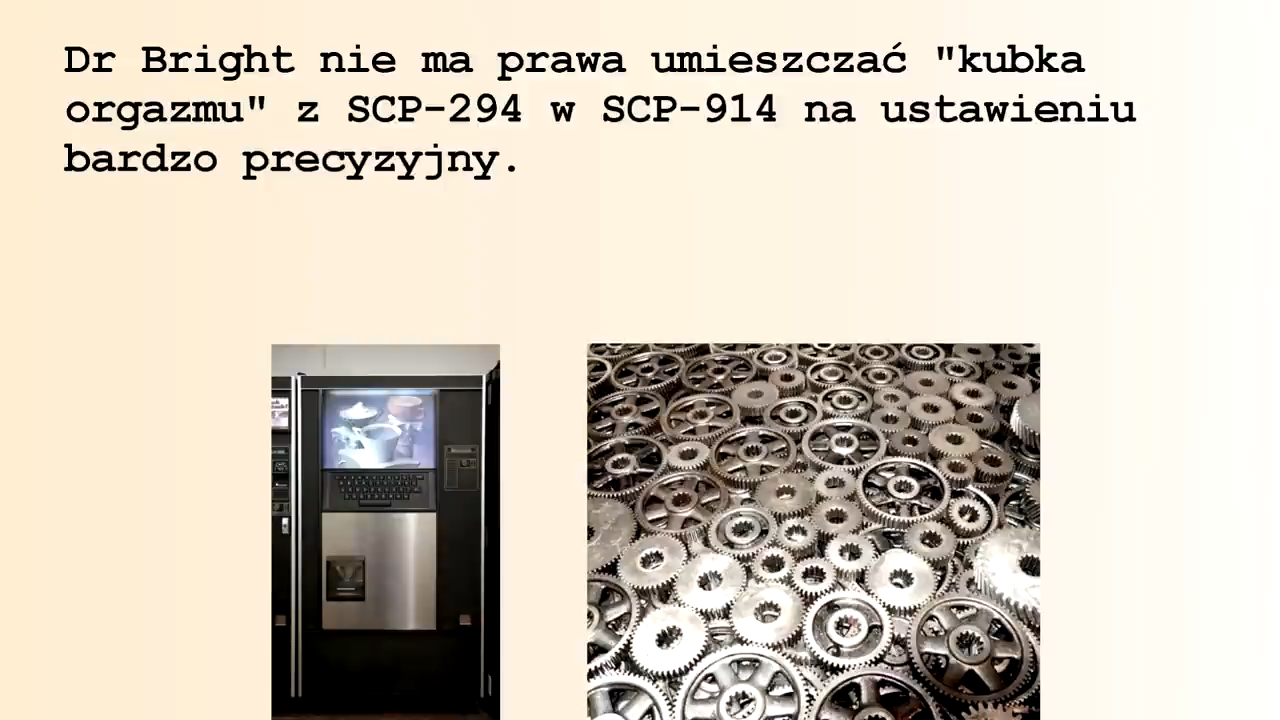 Dr Bright nie ma prawa umieszczać "kubka
orgazmu" z SCP-294 w SCP-914 na ustawieniu
bardzo precyzyjny.